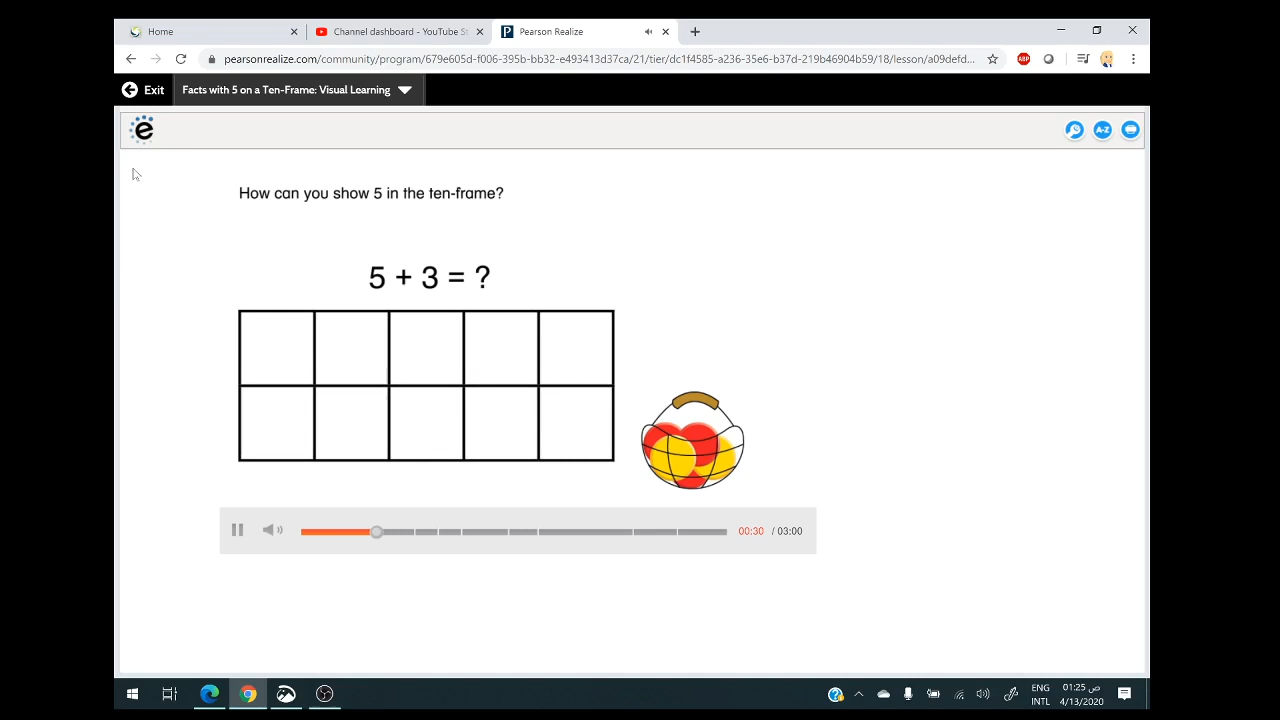 Home
Channel dashboard - YouTube St
Pearson Realize
pearsonrealize.com/community/679e605d-f006-395b-bb32-e493413d37ca/21/tier/dc1f4585-a236-35e6-b37d-219b46904b59/18/lesson/a09defd...
ABP
Exit
Facts with 5 on a Ten-Frame: Visual Learning
e
A-Z
How can you show 5 in the ten-frame?
5 + 3 = ?
00:30 / 03:00
ENG
INTL
01:25 ص
4/13/2020